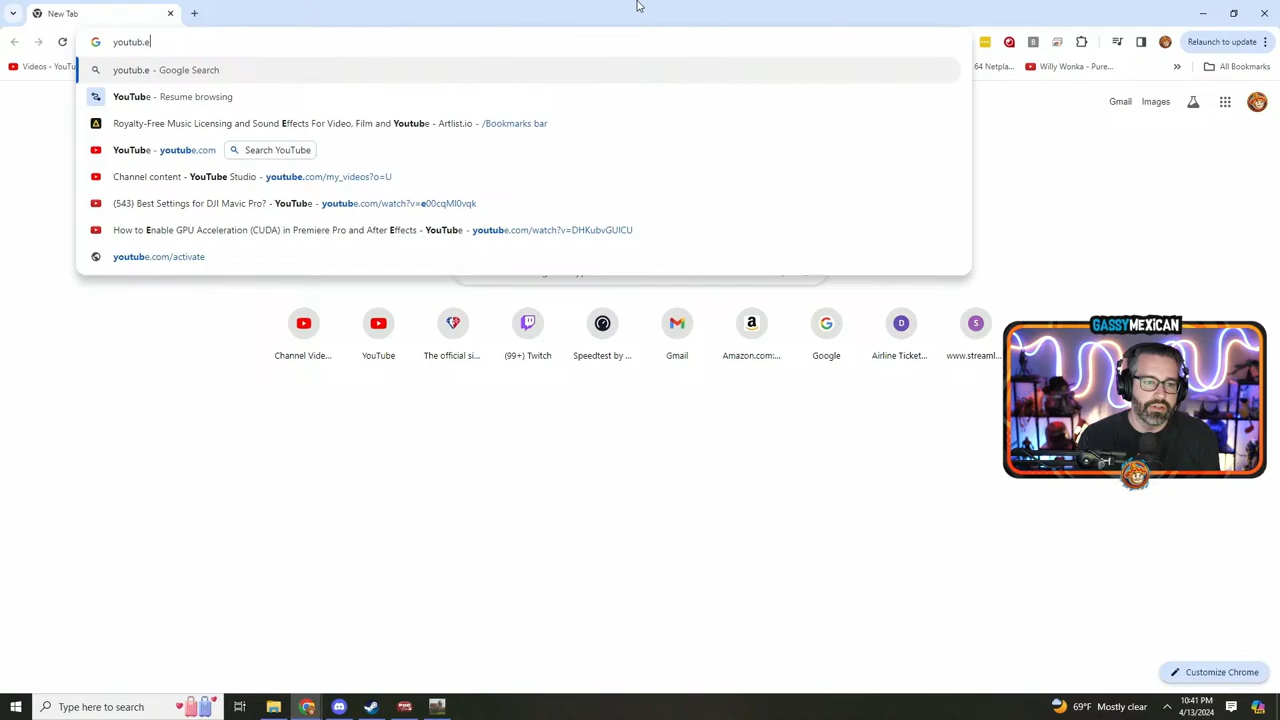 New Tab
youtub.e
Relaunch to update
youtub.e - Google Search
Videos - YouTu
64 Netpla...
Willy Wonka - Pure...
All Bookmarks
YouTube - Resume browsing
Gmail
Images
Royalty-Free Music Licensing and Sound Effects For Video, Film and Youtube - Artlist.io - /Bookmarks bar
YouTube - youtube.com
Search YouTube
Channel content - YouTube Studio - youtube.com/my_videos?o=U
(543) Best Settings for DJI Mavic Pro? - YouTube - youtube.com/watch?v=e00cqMI0vqk
How to Enable GPU Acceleration (CUDA) in Premiere Pro and After Effects - YouTube - youtube.com/watch?v=DHKubvGUICU
youtube.com/activate
Channel Vide...
YouTube
The official si...
(99+) Twitch
Speedtest by ...
Gmail
Amazon.com:...
Google
Airline Ticket...
www.streaml...
GASSYMEXICAN
Customize Chrome
Type here to search
69°F Mostly clear
10:41 PM
4/13/2024